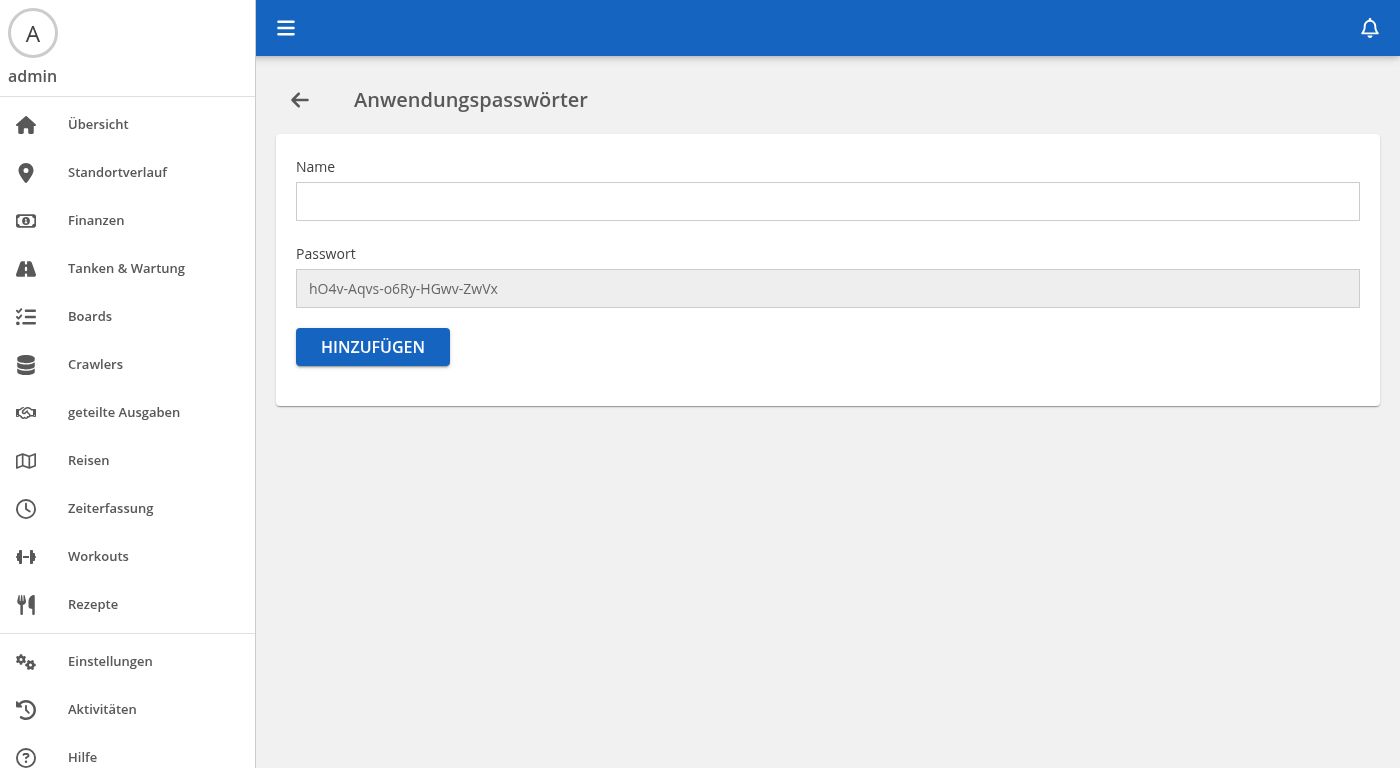 A
admin
Übersicht
Standortverlauf
Finanzen
Tanken & Wartung
Boards
Crawlers
geteilte Ausgaben
Reisen
Zeiterfassung
Workouts
Rezepte
Einstellungen
Aktivitäten
Hilfe
Anwendungspasswörter
Name
Passwort
hO4v-Aqvs-o6Ry-HGwv-ZwVx
HINZUFÜGEN